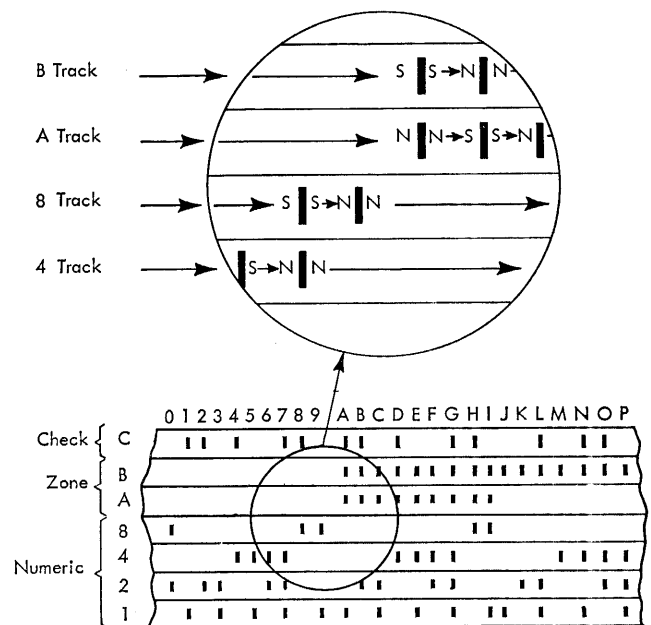 B Track S S N N
A Track N N S S N
8 Track S S N N
4 Track S N N
0 1 2 3 4 5 6 7 8 9 A B C D E F G H I J K L M N O P
Check C
Zone B
A
Numeric 8
4
2
1